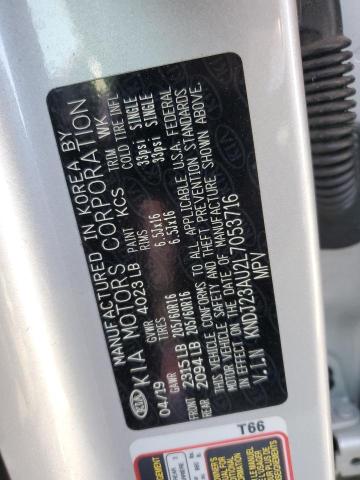 MANUFACTURED IN KOREA BY
KIA KIA MOTORS CORPORATION
04/19 GVWR 4023LB PAINT KCS TRIM WK
GAWR TIRES RIMS COLD TIRE INFL
FRONT 2315LB 205/60R16 6.5JX16 33psi SINGLE
REAR 2094LB 205/60R16 6.5JX16 33psi SINGLE
THIS VEHICLE CONFORMS TO ALL APPLICABLE U.S.A. FEDERAL
MOTOR VEHICLE SAFETY AND THEFT PREVENTION STANDARDS
IN EFFECT ON THE DATE OF MANUFACTURE SHOWN ABOVE.
V.I.N KNDJ23AU2L7053716
MPV
T66